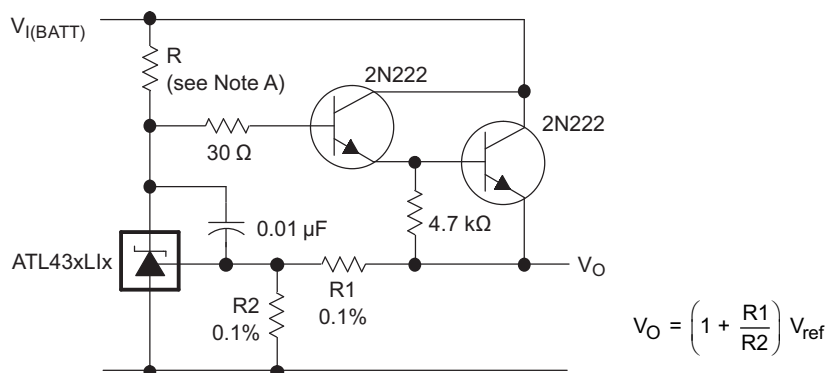 V_I(BATT)
R
(see Note A)
2N222
2N222
30 Ω
0.01 μF
4.7 kΩ
ATL43xLIx
V_O
R2
0.1%
R1
0.1%
V_O = (1 + R1/R2) V_ref